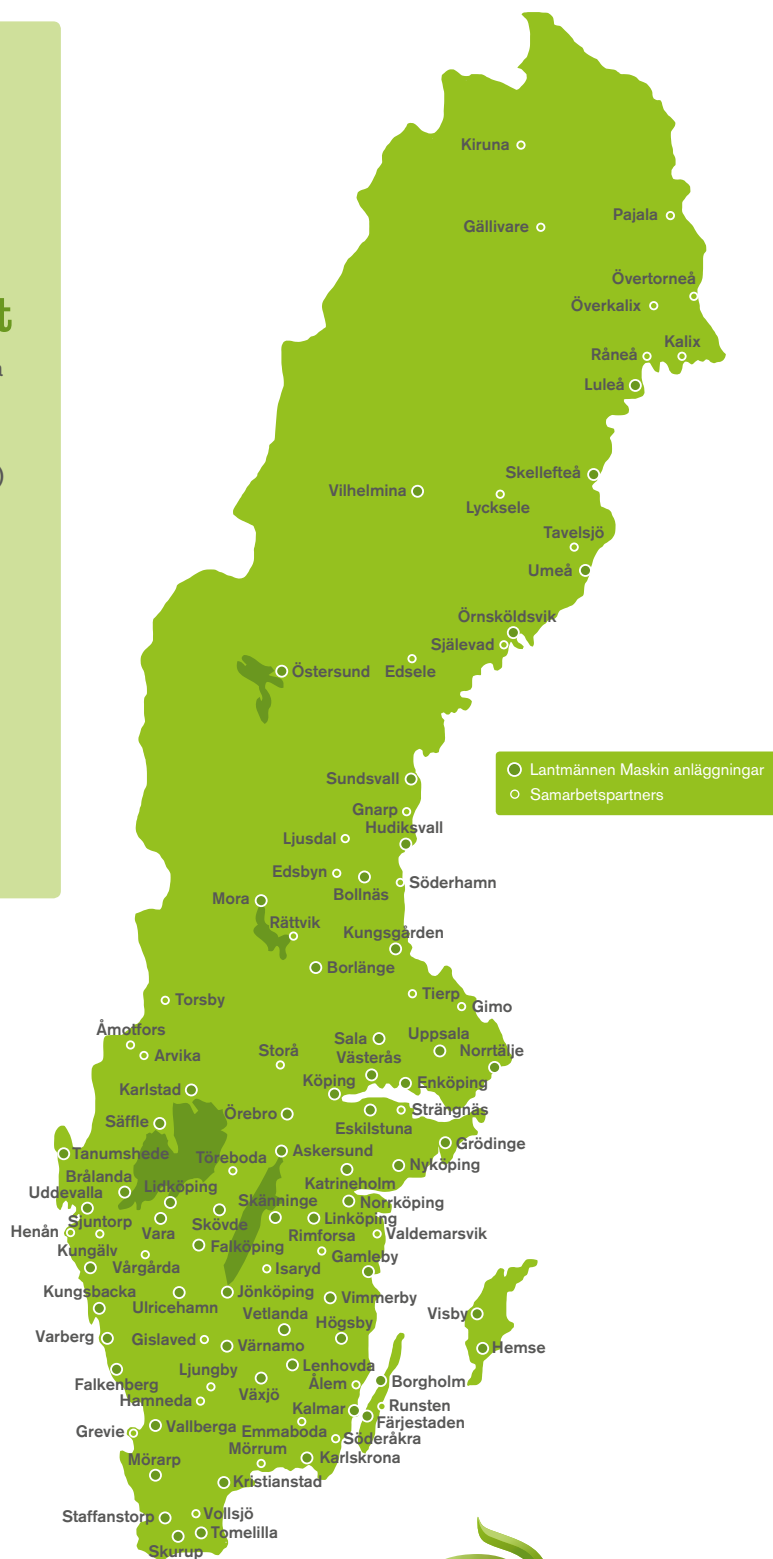 t
a
)
Kiruna
Pajala
Gällivare
Övertorneå
Överkalix
Kalix
Råneå
Luleå
Skellefteå
Vilhelmina
Lycksele
Tavelsjö
Umeå
Örnsköldsvik
Själevad
Östersund
Edsele
Lantmännen Maskin anläggningar
Samarbetspartners
Sundsvall
Gnarp
Hudiksvall
Ljusdal
Edsbyn
Bollnäs
Söderhamn
Mora
Rättvik
Kungsgården
Borlänge
Tierp
Torsby
Gimo
Åmotfors
Arvika
Storå
Sala
Uppsala
Västerås
Norrtälje
Köping
Enköping
Karlstad
Örebro
Strängnäs
Säffle
Eskilstuna
Grödinge
Tanumshede
Askersund
Töreboda
Nyköping
Brålanda
Katrineholm
Uddevalla
Lidköping
Skänninge
Norrköping
Sjuntorp
Skövde
Linköping
Henån
Vara
Rimforsa
Valdemarsvik
Kungälv
Falköping
Gamleby
Vårgårda
Isaryd
Kungsbacka
Jönköping
Ulricehamn
Vimmerby
Vetlanda
Högsby
Visby
Varberg
Gislaved
Värnamo
Hemse
Ljungby
Lenhovda
Falkenberg
Ålem
Borgholm
Hamneda
Växjö
Kalmar
Runsten
Grevie
Vallberga
Emmaboda
Färjestaden
Söderåkra
Mörrum
Mörarp
Karlskrona
Kristianstad
Staffanstorp
Vollsjö
Tomelilla
Skurup